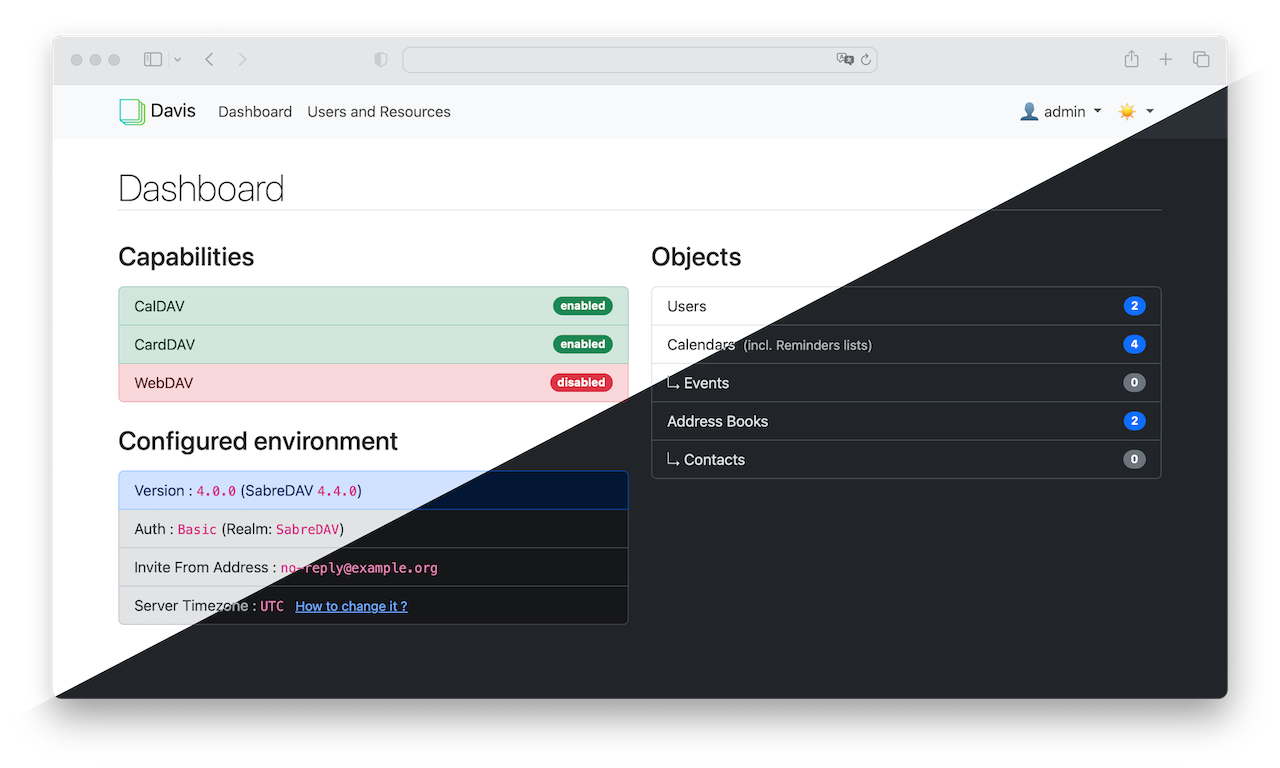 Davis Dashboard Users and Resources admin
Dashboard
Capabilities
CalDAV enabled
CardDAV enabled
WebDAV disabled
Configured environment
Version : 4.0.0 (SabreDAV 4.4.0)
Auth : Basic (Realm: SabreDAV)
Invite From Address : no-reply@example.org
Server Timezone : UTC How to change it ?
Objects
Users 2
Calendars (incl. Reminders lists) 4
Events 0
Address Books 2
Contacts 0